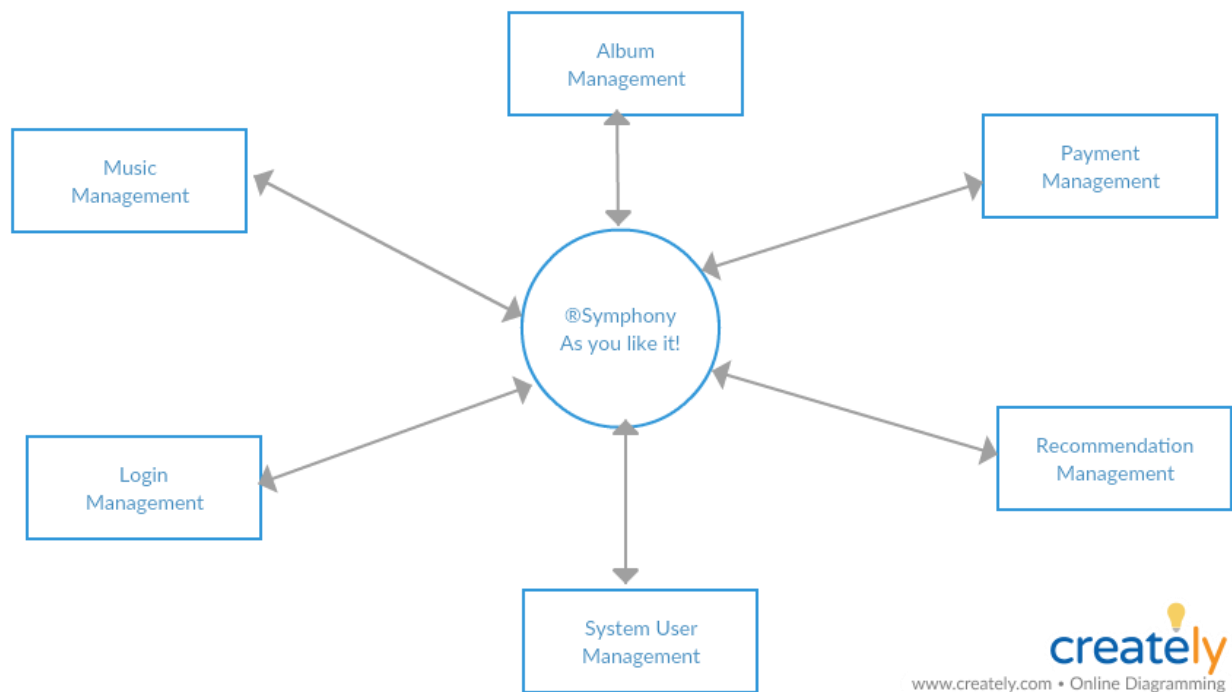 Album
Management
Music
Management
Payment
Management
®Symphony
As you like it!
Login
Management
Recommendation
Management
System User
Management
creately
www.creately.com • Online Diagramming